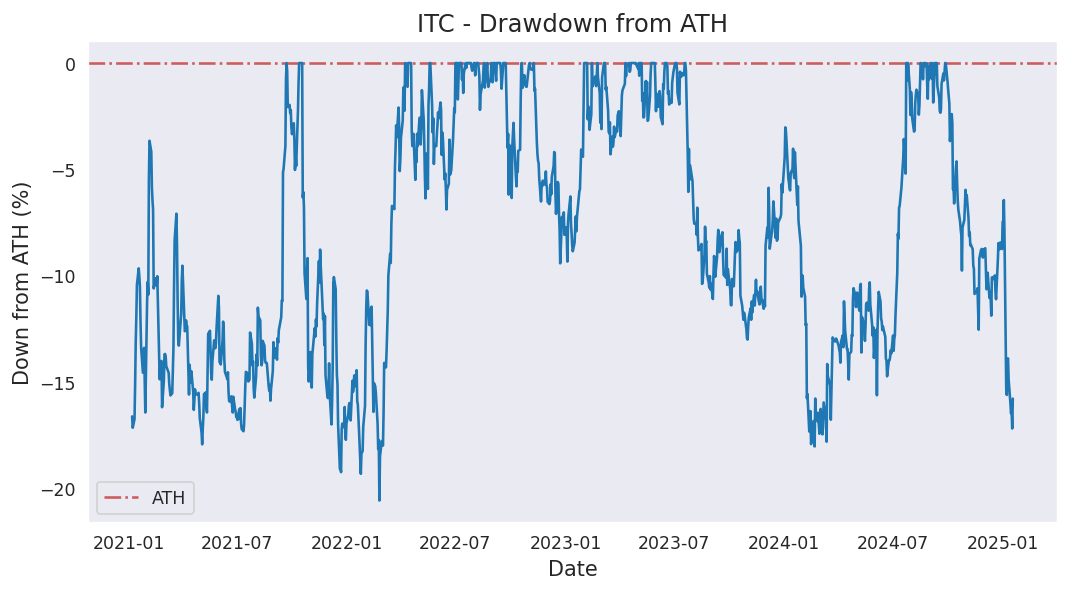 ITC - Drawdown from ATH
Down from ATH (%)
0
−5
−10
−15
−20
ATH
2021-01 2021-07 2022-01 2022-07 2023-01 2023-07 2024-01 2024-07 2025-01
Date